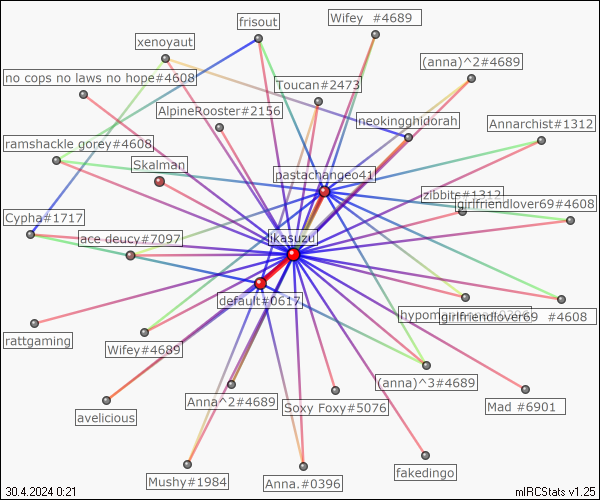 Wifey  #4689
frisout
xenoyaut
(anna)^2#4689
no cops no laws no hope#4608
Toucan#2473
AlpineRooster#2156
neokingghidorah
Annarchist#1312
ramshackle gorey#4608
Skalman
pastachangeo41
zibbite#1312
girlfriendlover69#4608
Cypha#1717
ace deucy#7097
ikasuzu
default#0617
girlfriendlover69  #4608
rattgaming
Wifey#4689
(anna)^3#4689
Anna^2#4689
Soxy Foxy#5076
Mad #6901
avelicious
fakedingo
Mushy#1984
Anna.#0396
30.4.2024 0:21
mIRCStats v1.25